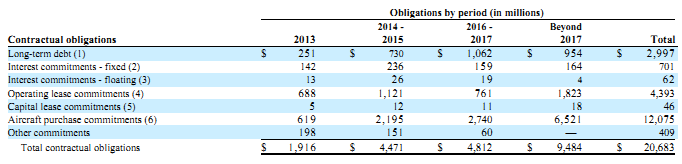 Obligations by period (in millions)
2014 - 2016 - Beyond
Contractual obligations 2013 2015 2017 2017 Total
Long-term debt (1) $ 251 $ 730 $ 1,062 $ 954 $ 2,997
Interest commitments - fixed (2) 142 236 159 164 701
Interest commitments - floating (3) 13 26 19 4 62
Operating lease commitments (4) 688 1,121 761 1,823 4,393
Capital lease commitments (5) 5 12 11 18 46
Aircraft purchase commitments (6) 619 2,195 2,740 6,521 12,075
Other commitments 198 151 60 — 409
Total contractual obligations $ 1,916 $ 4,471 $ 4,812 $ 9,484 $ 20,683